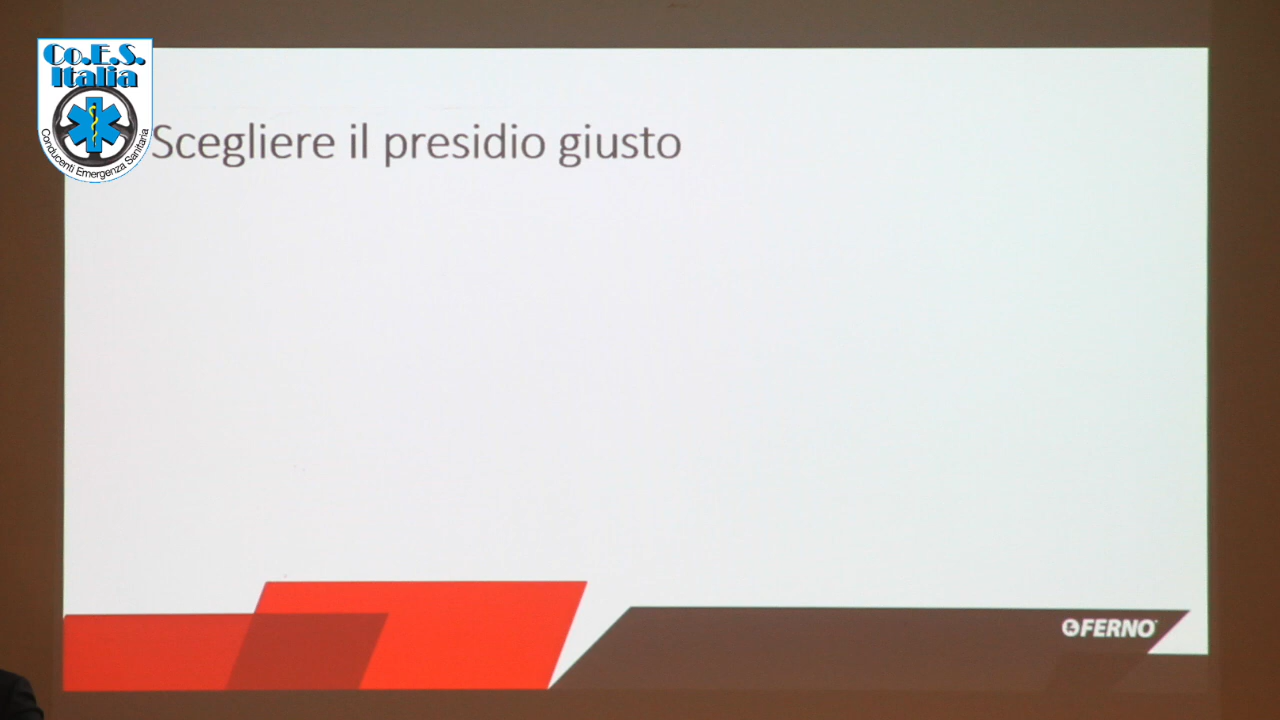 Co.E.S.
Italia
Conducenti Emergenza Sanitaria
Scegliere il presidio giusto
FERNO